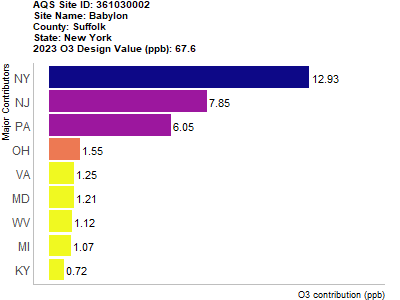 AQS Site ID: 361030002
Site Name: Babylon
County: Suffolk
State: New York
2023 O3 Design Value (ppb): 67.6
Major Contributors
NY 12.93
NJ 7.85
PA 6.05
OH 1.55
VA 1.25
MD 1.21
WV 1.12
MI 1.07
KY 0.72
O3 contribution (ppb)